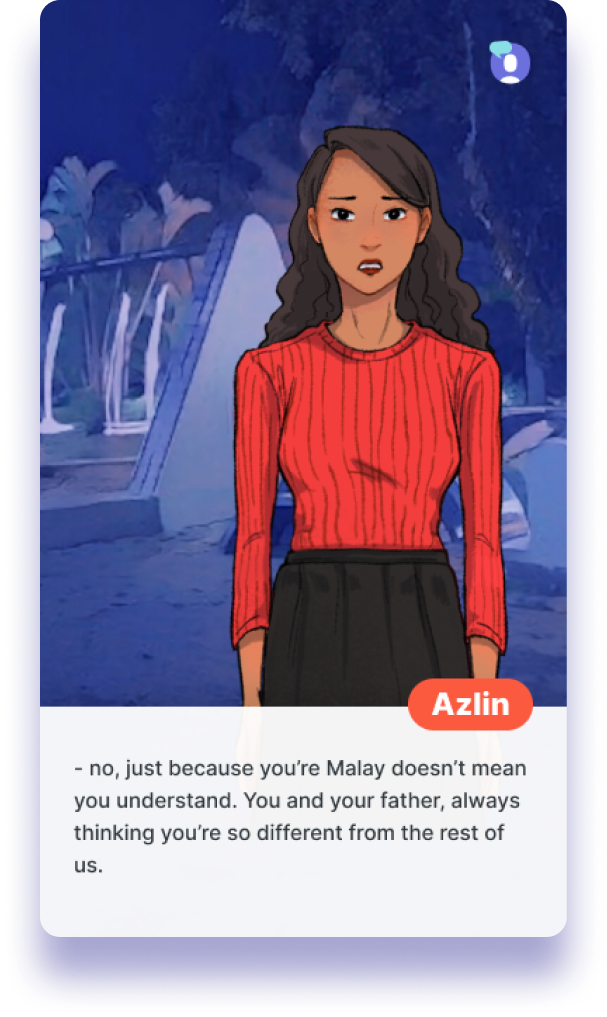 Azlin
- no, just because you’re Malay doesn’t mean
you understand. You and your father, always
thinking you’re so different from the rest of
us.